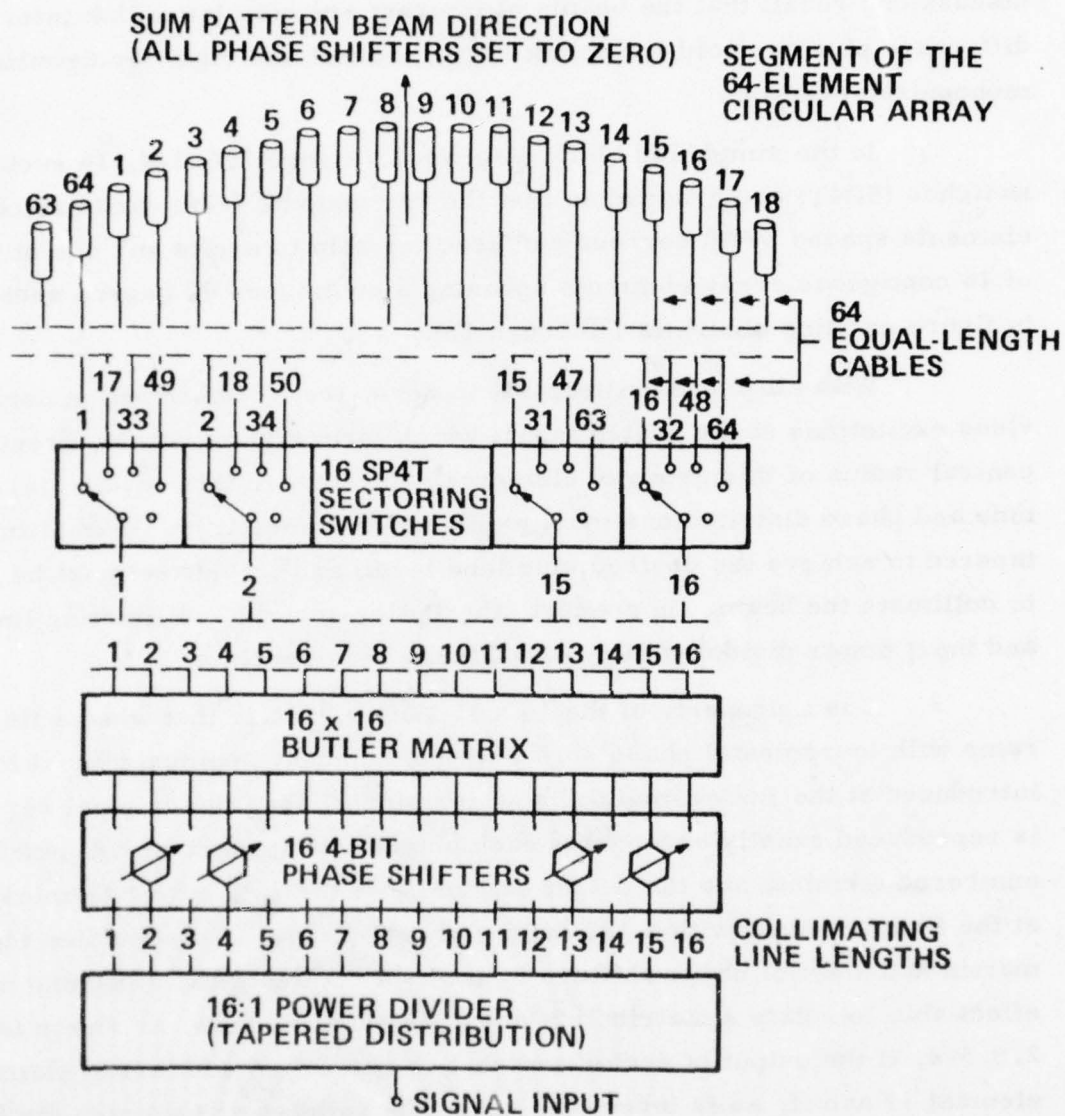 SUM PATTERN BEAM DIRECTION
(ALL PHASE SHIFTERS SET TO ZERO)
SEGMENT OF THE
64-ELEMENT
CIRCULAR ARRAY
63 64 1 2 3 4 5 6 7 8 9 10 11 12 13 14 15 16 17 18
64
EQUAL-LENGTH
CABLES
17 49 18 50 15 47 16 48
1 33 2 34 31 63 32 64
16 SP4T
SECTORING
SWITCHES
1 2 15 16
1 2 3 4 5 6 7 8 9 10 11 12 13 14 15 16
16 x 16
BUTLER MATRIX
16 4-BIT
PHASE SHIFTERS
1 2 3 4 5 6 7 8 9 10 11 12 13 14 15 16
COLLIMATING
LINE LENGTHS
16:1 POWER DIVIDER
(TAPERED DISTRIBUTION)
SIGNAL INPUT